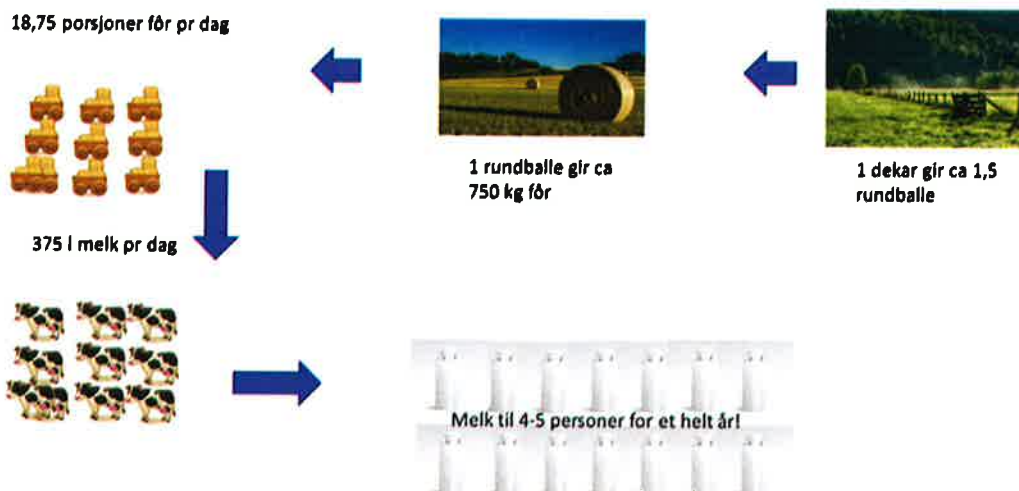 18,75 porsjoner fôr pr dag
1 rundballe gir ca
750 kg fôr
1 dekar gir ca 1,5
rundballe
375 l melk pr dag
Melk til 4-5 personer for et helt år!